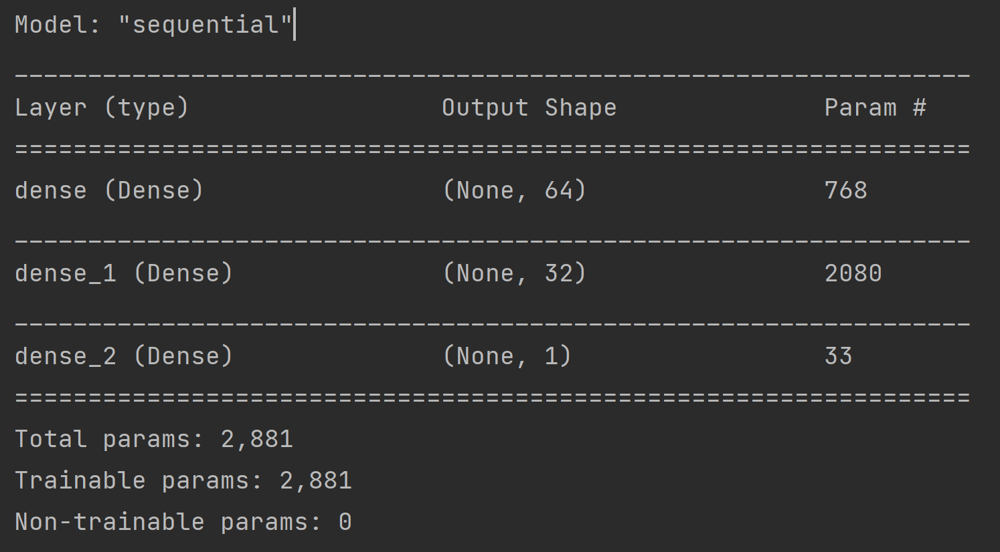 Model: "sequential"
_________________________________________________________________
Layer (type)                 Output Shape              Param #
=================================================================
dense (Dense)                (None, 64)                768
_________________________________________________________________
dense_1 (Dense)              (None, 32)                2080
_________________________________________________________________
dense_2 (Dense)              (None, 1)                 33
=================================================================
Total params: 2,881
Trainable params: 2,881
Non-trainable params: 0